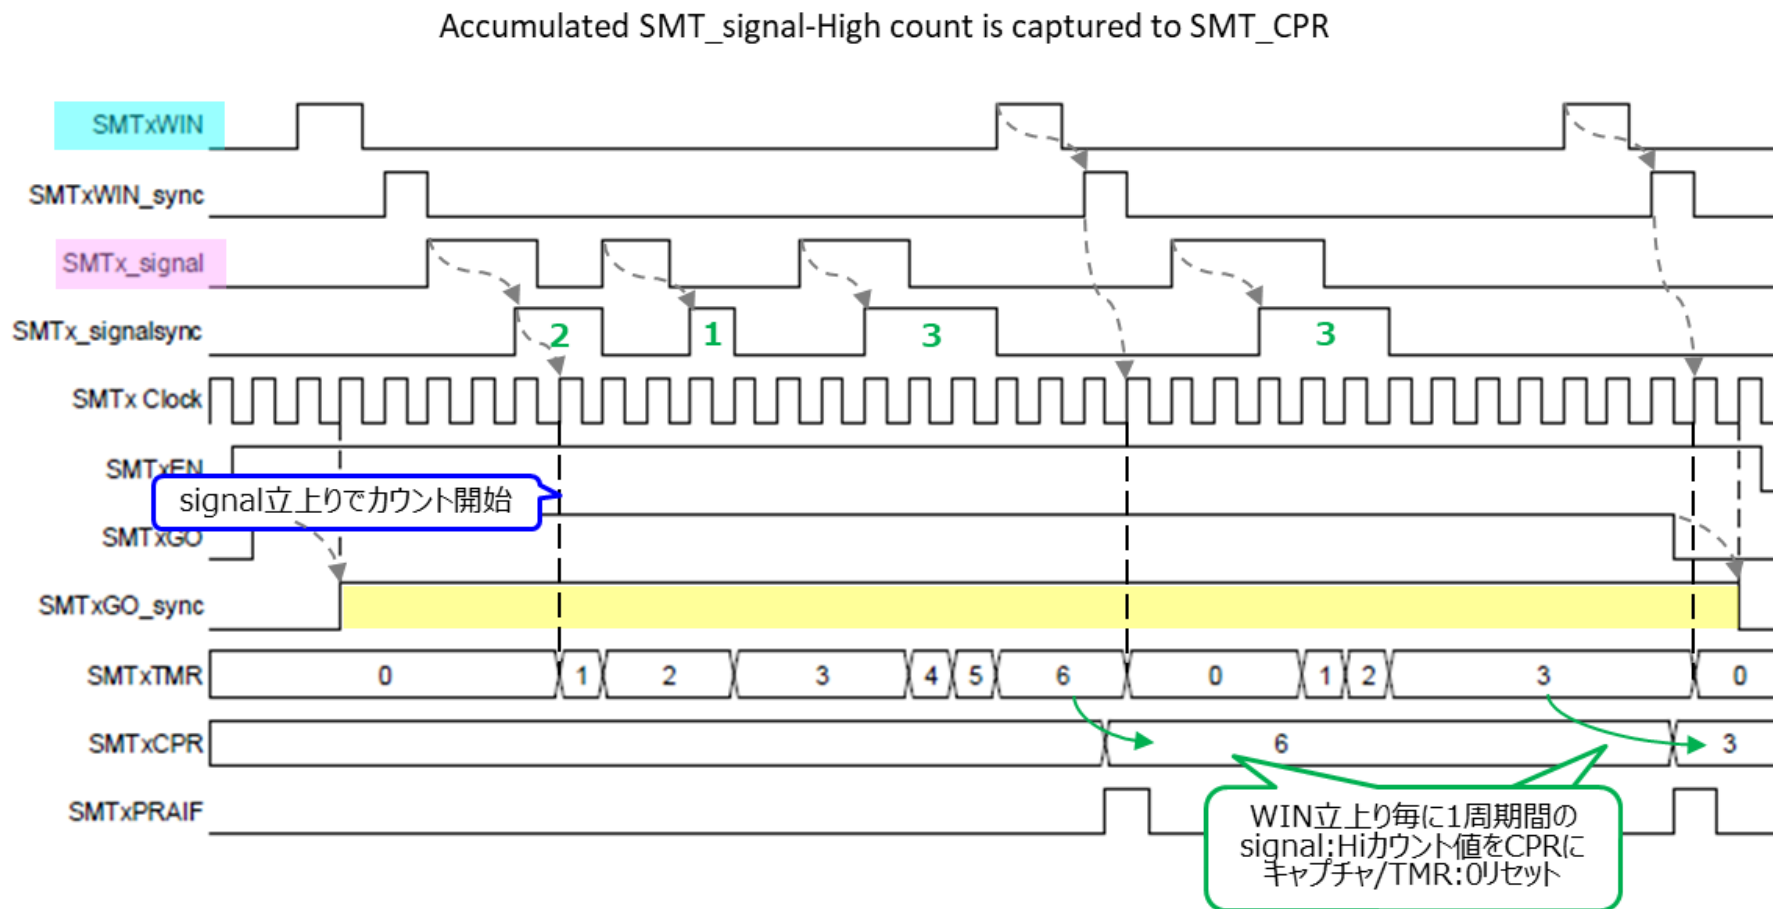 Accumulated SMT_signal-High count is captured to SMT_CPR
SMTxWIN
SMTxWIN_sync
SMTx_signal
SMTx_signalsync
2 1 3 3
SMTx Clock
SMTxEN
signal立上りでカウント開始
SMTxGO
SMTxGO_sync
SMTxTMR 0 1 2 3 4 5 6 0 1 2 3 0
SMTxCPR 6 3
SMTxPRAIF
WIN立上り毎に1周期間の
signal:Hiカウント値をCPRに
キャプチャ/TMR:0リセット